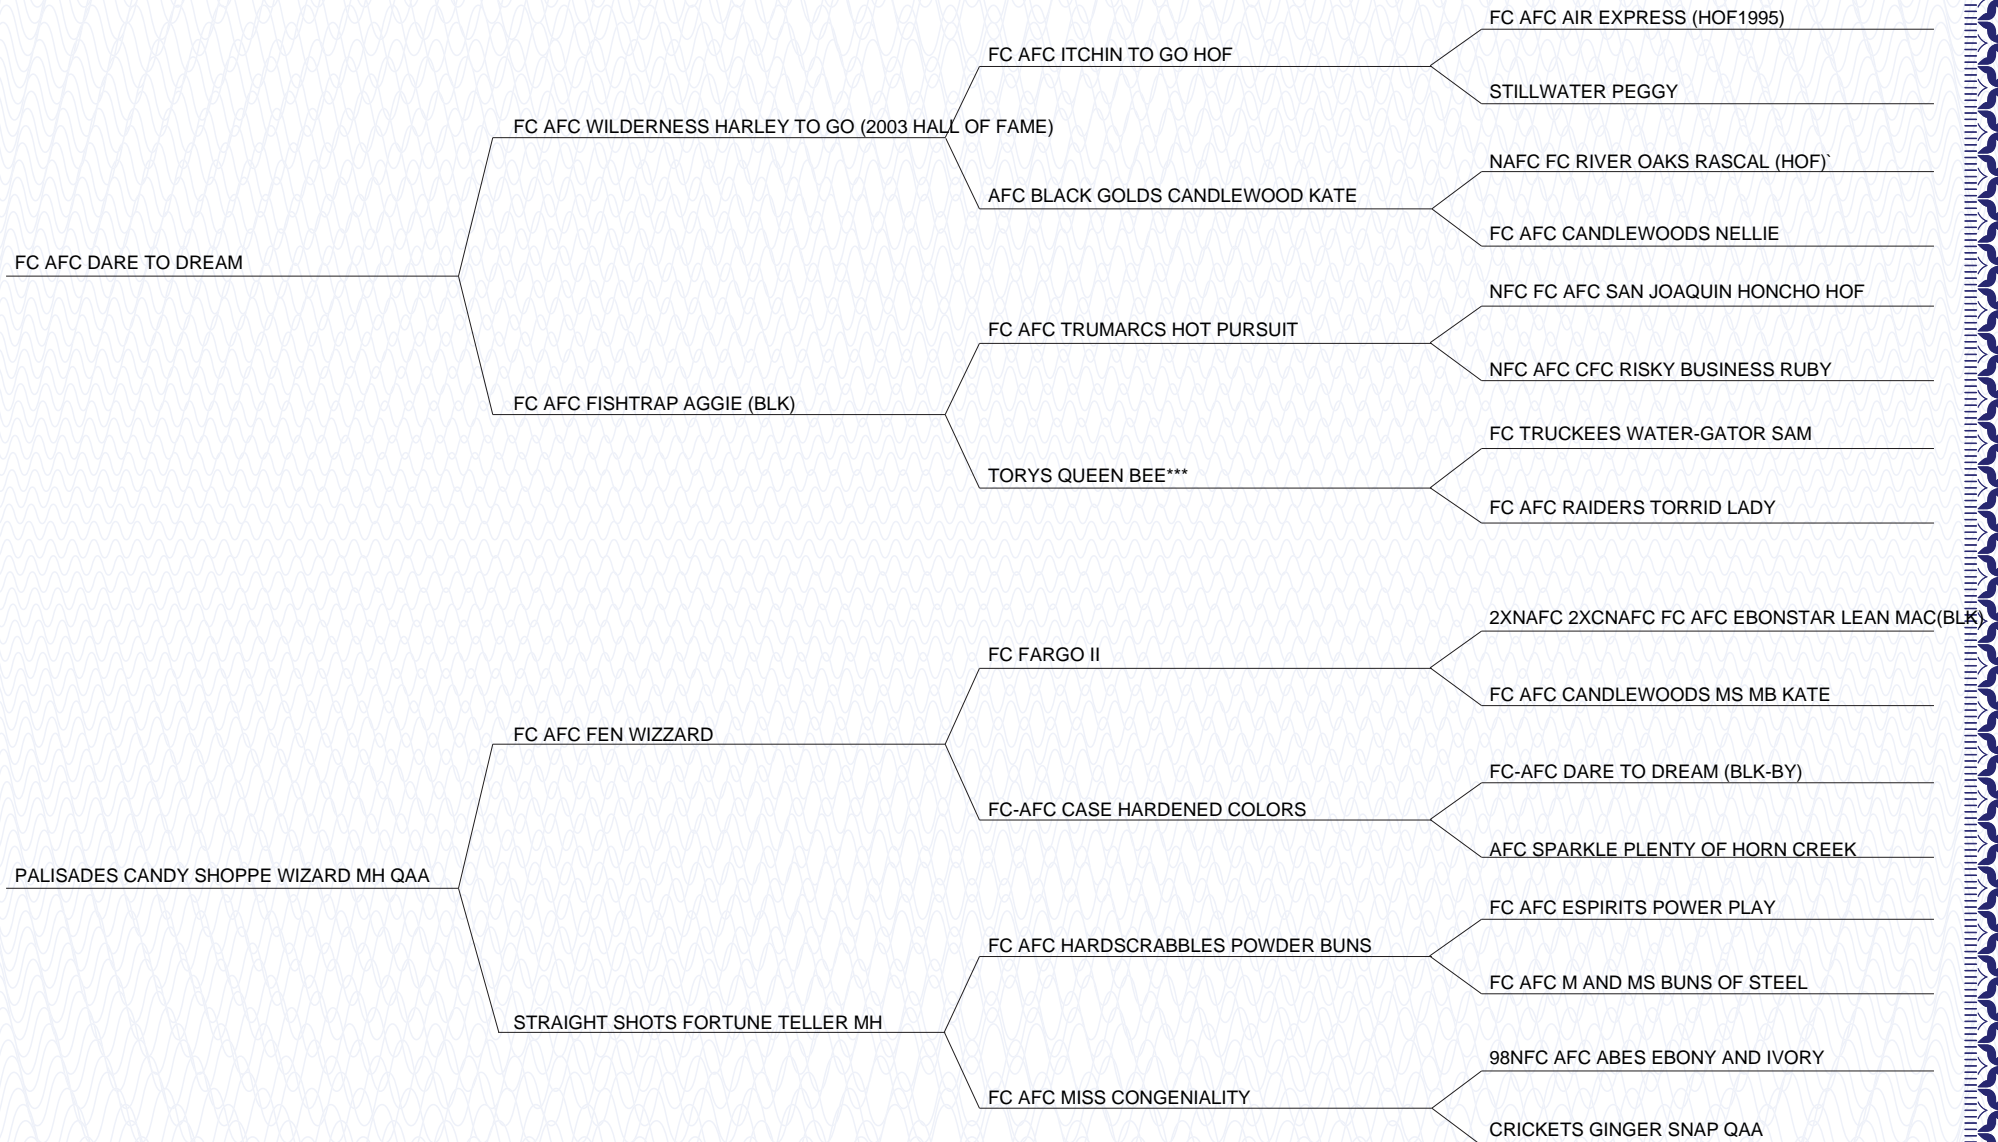 FC AFC DARE TO DREAM
FC AFC WILDERNESS HARLEY TO GO (2003 HALL OF FAME)
FC AFC ITCHIN TO GO HOF
FC AFC AIR EXPRESS (HOF1995)
STILLWATER PEGGY
AFC BLACK GOLDS CANDLEWOOD KATE
NAFC FC RIVER OAKS RASCAL (HOF)`
FC AFC CANDLEWOODS NELLIE
FC AFC FISHTRAP AGGIE (BLK)
FC AFC TRUMARCS HOT PURSUIT
NFC FC AFC SAN JOAQUIN HONCHO HOF
NFC AFC CFC RISKY BUSINESS RUBY
TORYS QUEEN BEE***
FC TRUCKEES WATER-GATOR SAM
FC AFC RAIDERS TORRID LADY
PALISADES CANDY SHOPPE WIZARD MH QAA
FC AFC FEN WIZZARD
FC FARGO II
2XNAFC 2XCNAFC FC AFC EBONSTAR LEAN MAC(BLK)
FC AFC CANDLEWOODS MS MB KATE
FC-AFC CASE HARDENED COLORS
FC-AFC DARE TO DREAM (BLK-BY)
AFC SPARKLE PLENTY OF HORN CREEK
STRAIGHT SHOTS FORTUNE TELLER MH
FC AFC HARDSCRABBLES POWDER BUNS
FC AFC ESPIRITS POWER PLAY
FC AFC M AND MS BUNS OF STEEL
FC AFC MISS CONGENIALITY
98NFC AFC ABES EBONY AND IVORY
CRICKETS GINGER SNAP QAA